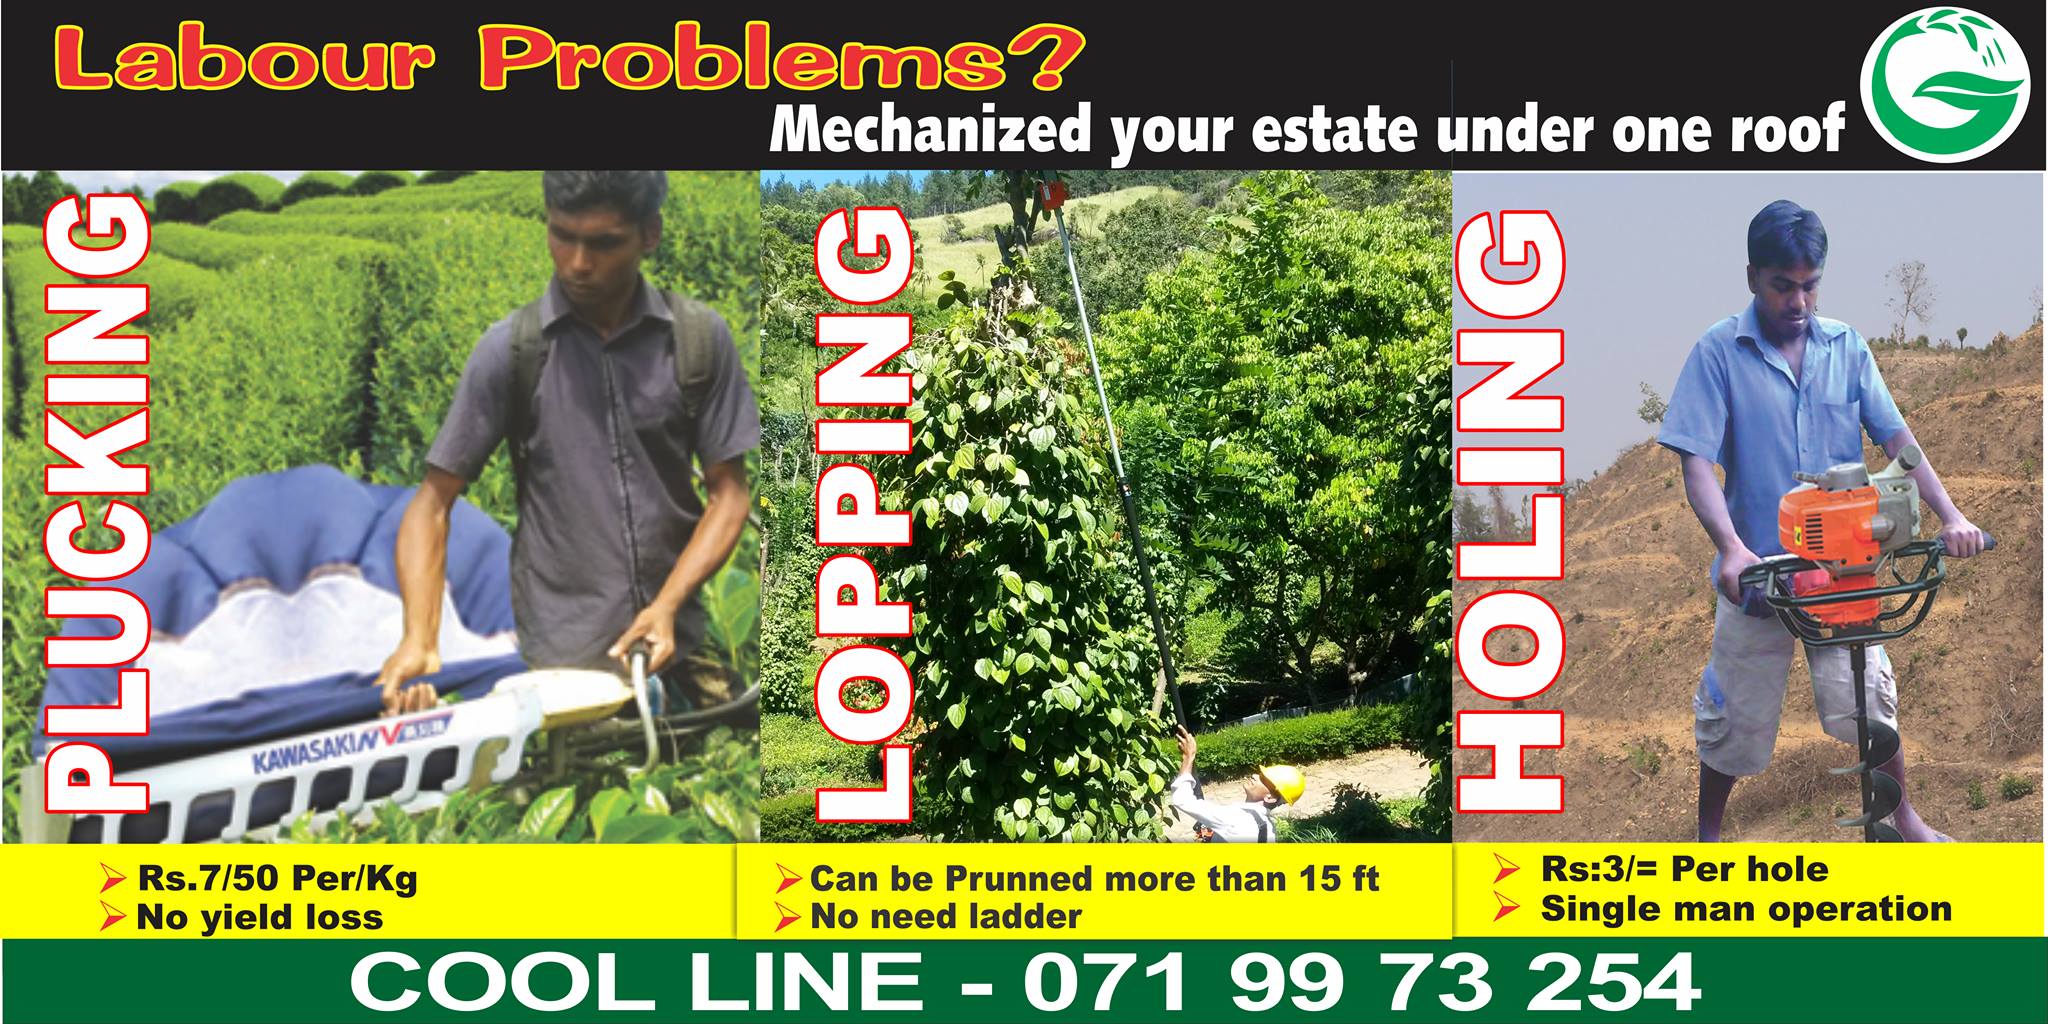 Labour Problems?
Mechanized your estate under one roof
PLUCKING
KAWASAKI NV
LOPPING
HOLING
Rs.7/50 Per/Kg
No yield loss
Can be Prunned more than 15 ft
No need ladder
Rs:3/= Per hole
Single man operation
COOL LINE - 071 99 73 254